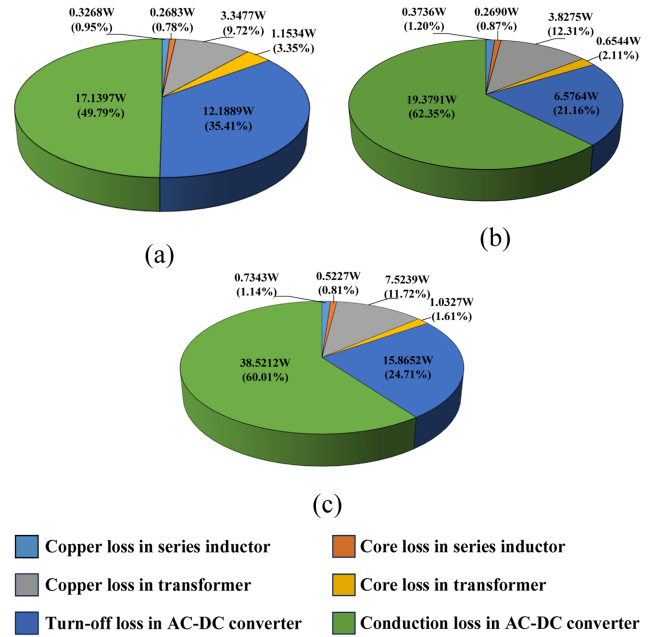 0.3268W
(0.95%)
0.2683W
(0.78%)
3.3477W
(9.72%)
1.1534W
(3.35%)
17.1397W
(49.79%)
12.1889W
(35.41%)
(a)
0.3736W
(1.20%)
0.2690W
(0.87%)
3.8275W
(12.31%)
0.6544W
(2.11%)
19.3791W
(62.35%)
6.5764W
(21.16%)
(b)
0.7343W
(1.14%)
0.5227W
(0.81%)
7.5239W
(11.72%)
1.0327W
(1.61%)
38.5212W
(60.01%)
15.8652W
(24.71%)
(c)
Copper loss in series inductor
Core loss in series inductor
Copper loss in transformer
Core loss in transformer
Turn-off loss in AC-DC converter
Conduction loss in AC-DC converter